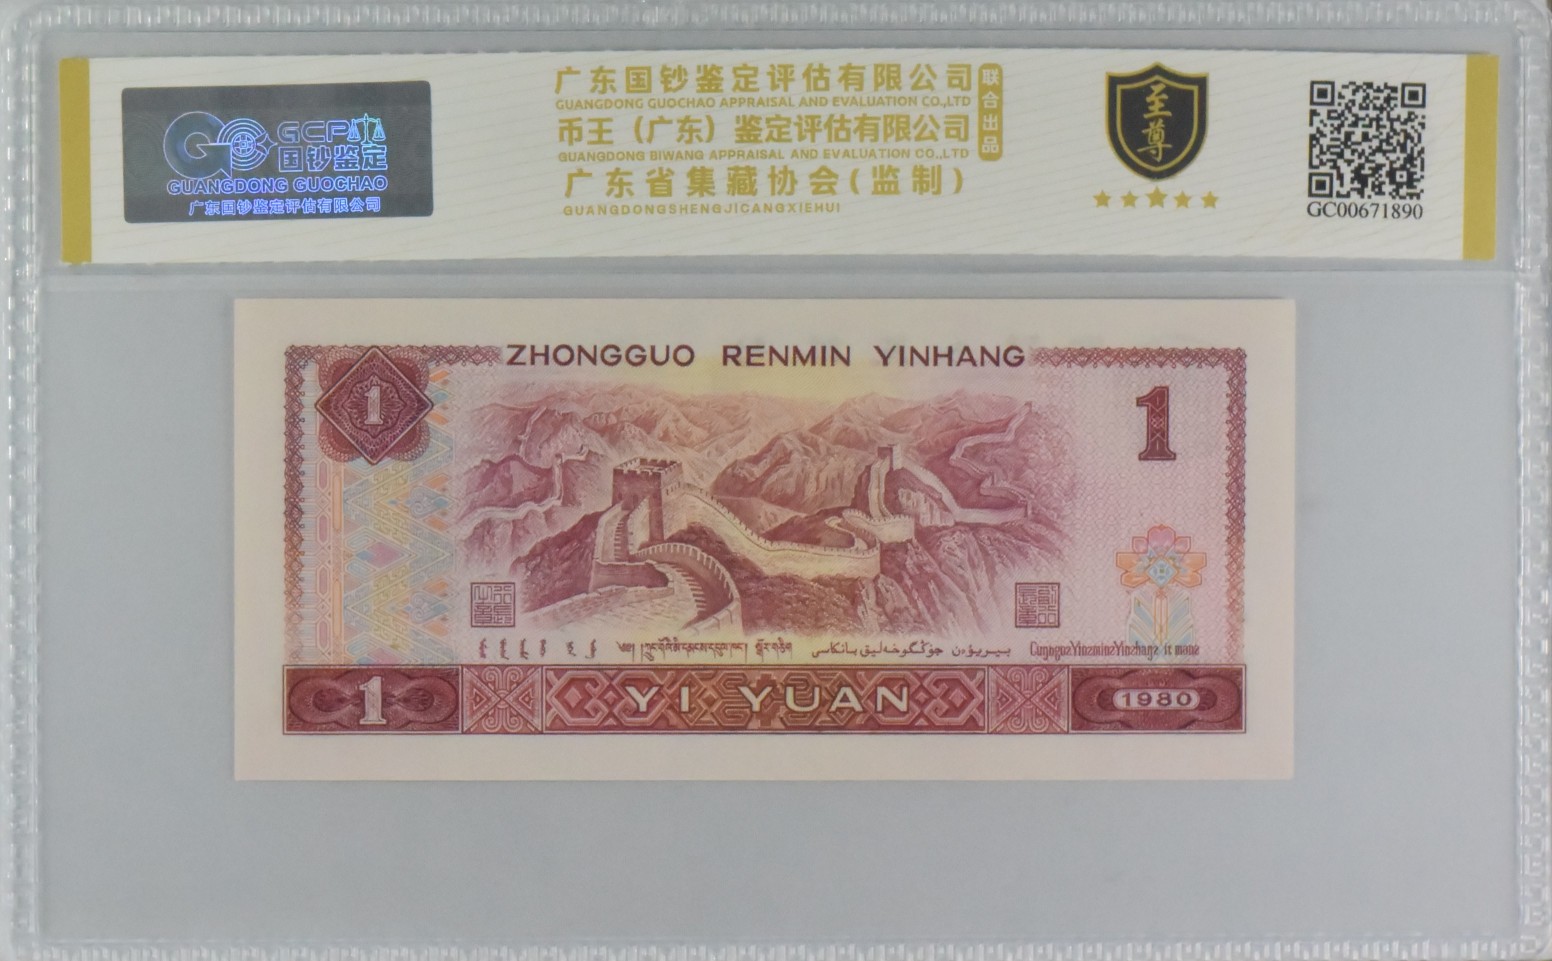 GCP
国钞鉴定
GUANGDONG GUOCHAO
广东国钞鉴定评估有限公司
广东国钞鉴定评估有限公司
GUANGDONG GUOCHAO APPRAISAL AND EVALUATION CO.,LTD
币王（广东）鉴定评估有限公司
GUANGDONG BIWANG APPRAISAL AND EVALUATION CO.,LTD
广东省集藏协会(监制)
GUANGDONGSHENGJICANGXIEHUI
联合出品
至尊
GC00671890
ZHONGGUO RENMIN YINHANG
1
1
1
YI YUAN
1980